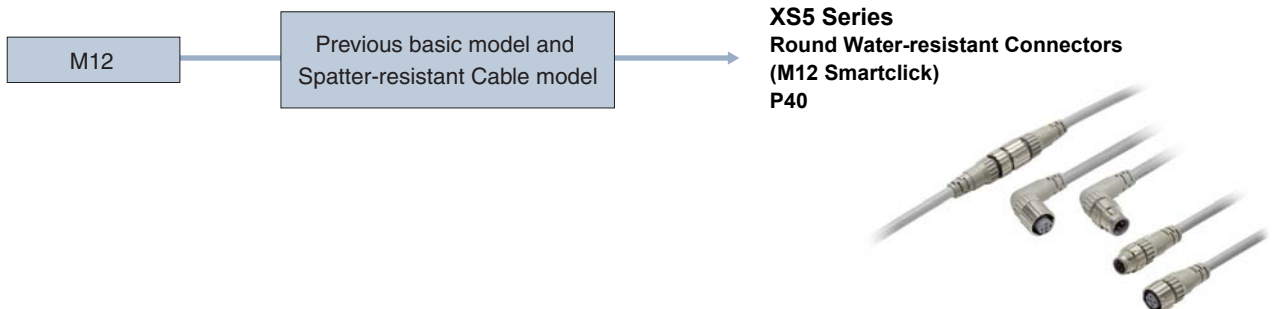 M12
Previous basic model and
Spatter-resistant Cable model
XS5 Series
Round Water-resistant Connectors
(M12 Smartclick)
P40